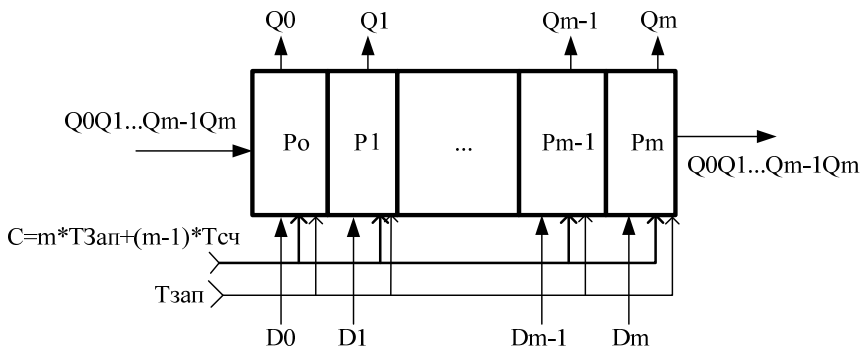 Q0 Q1 Qm-1 Qm
Q0Q1...Qm-1Qm
Po P1 ... Pm-1 Pm
Q0Q1...Qm-1Qm
C=m*TЗап+(m-1)*Tсч
Tзап
D0 D1 Dm-1 Dm